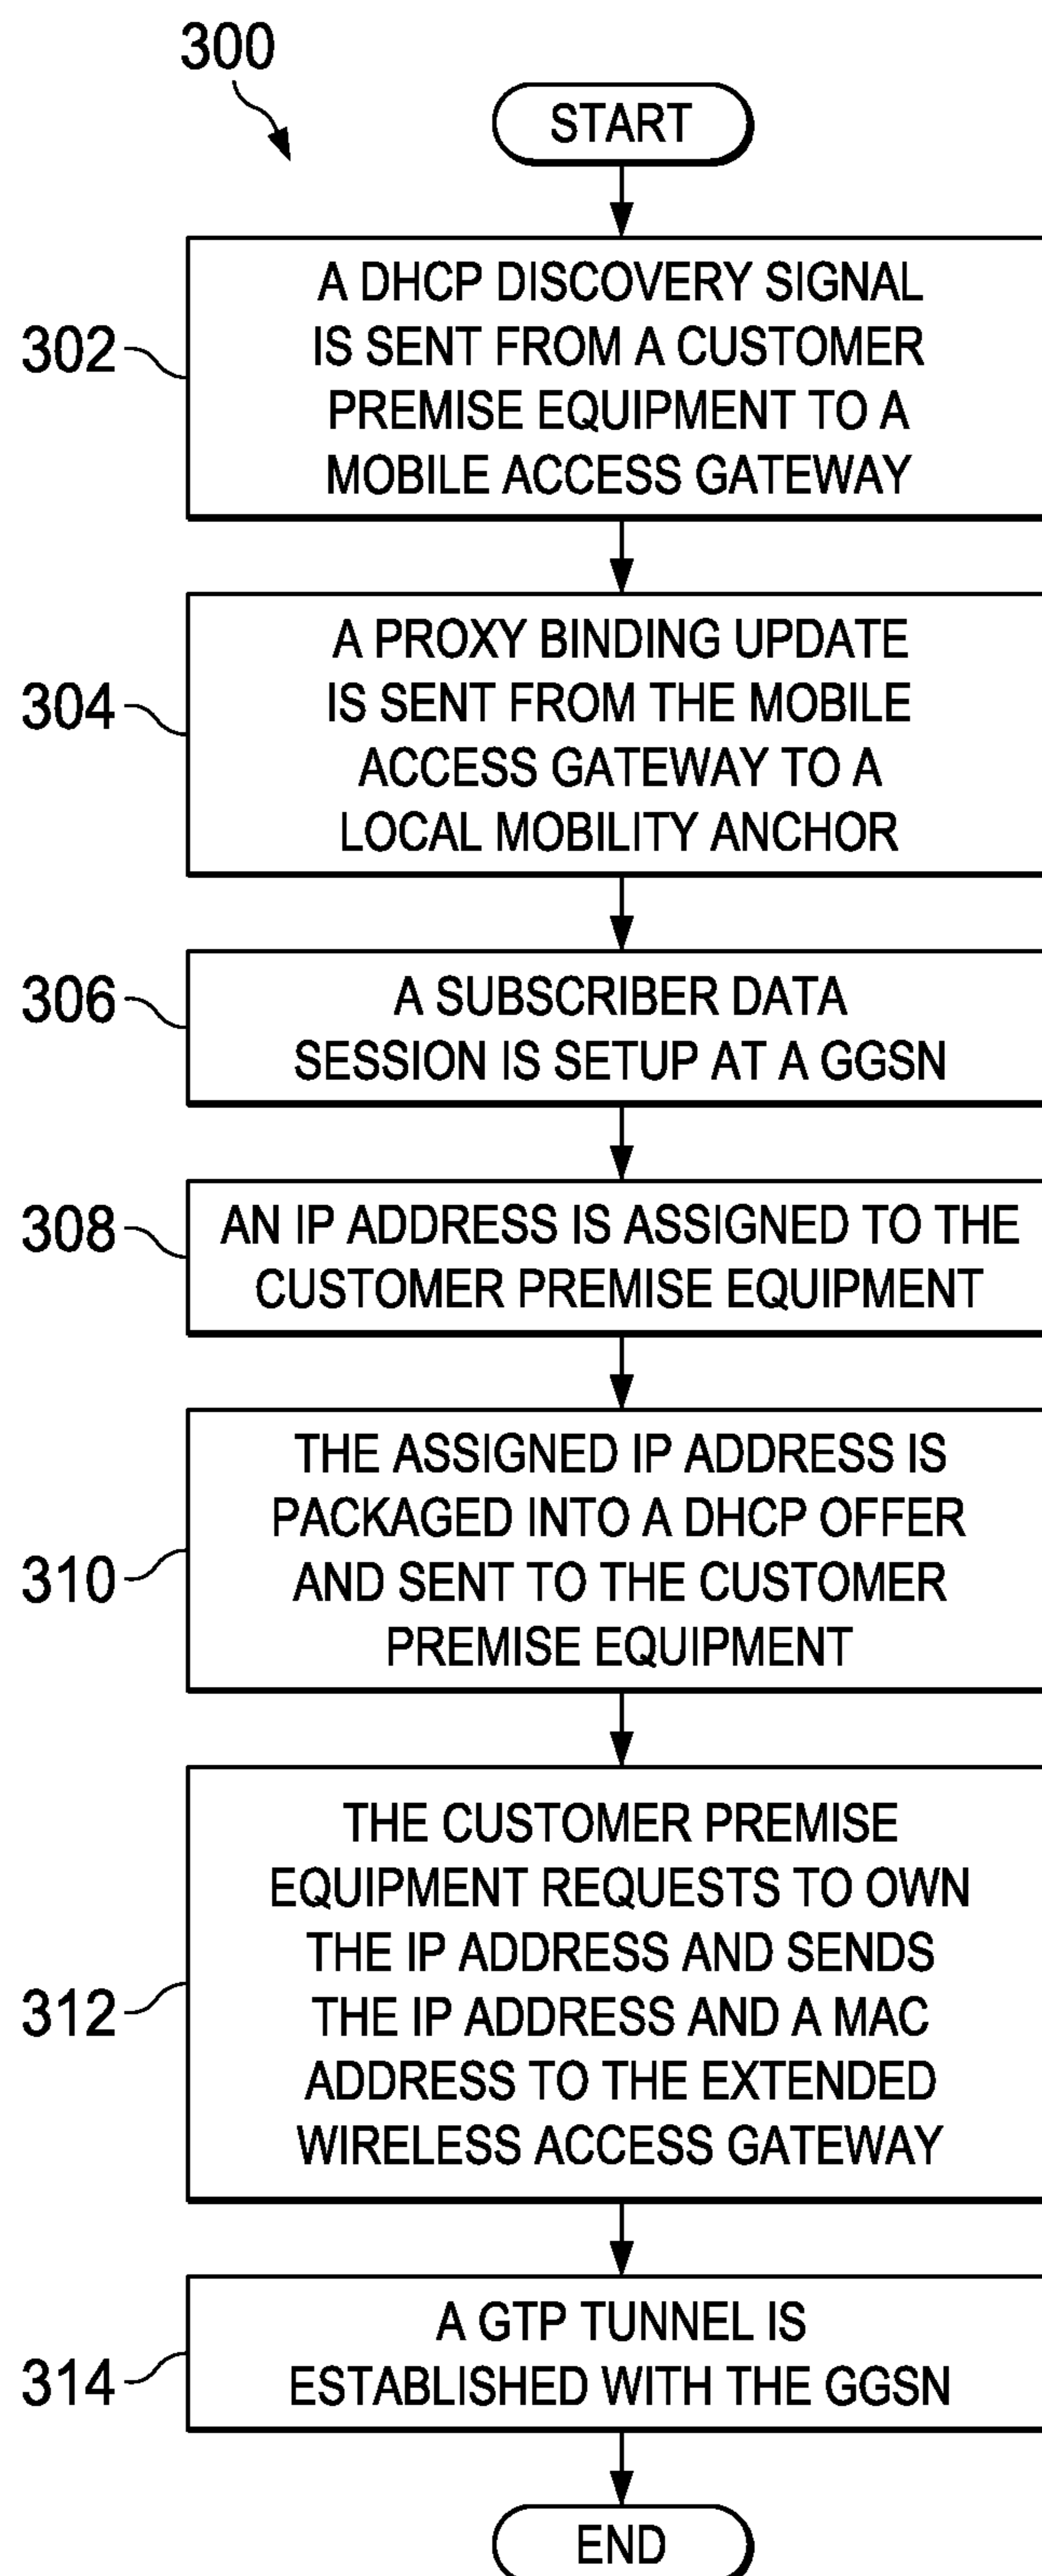 300
START
302
A DHCP DISCOVERY SIGNAL
IS SENT FROM A CUSTOMER
PREMISE EQUIPMENT TO A
MOBILE ACCESS GATEWAY
304
A PROXY BINDING UPDATE
IS SENT FROM THE MOBILE
ACCESS GATEWAY TO A
LOCAL MOBILITY ANCHOR
306
A SUBSCRIBER DATA
SESSION IS SETUP AT A GGSN
308
AN IP ADDRESS IS ASSIGNED TO THE
CUSTOMER PREMISE EQUIPMENT
310
THE ASSIGNED IP ADDRESS IS
PACKAGED INTO A DHCP OFFER
AND SENT TO THE CUSTOMER
PREMISE EQUIPMENT
312
THE CUSTOMER PREMISE
EQUIPMENT REQUESTS TO OWN
THE IP ADDRESS AND SENDS
THE IP ADDRESS AND A MAC
ADDRESS TO THE EXTENDED
WIRELESS ACCESS GATEWAY
314
A GTP TUNNEL IS
ESTABLISHED WITH THE GGSN
END